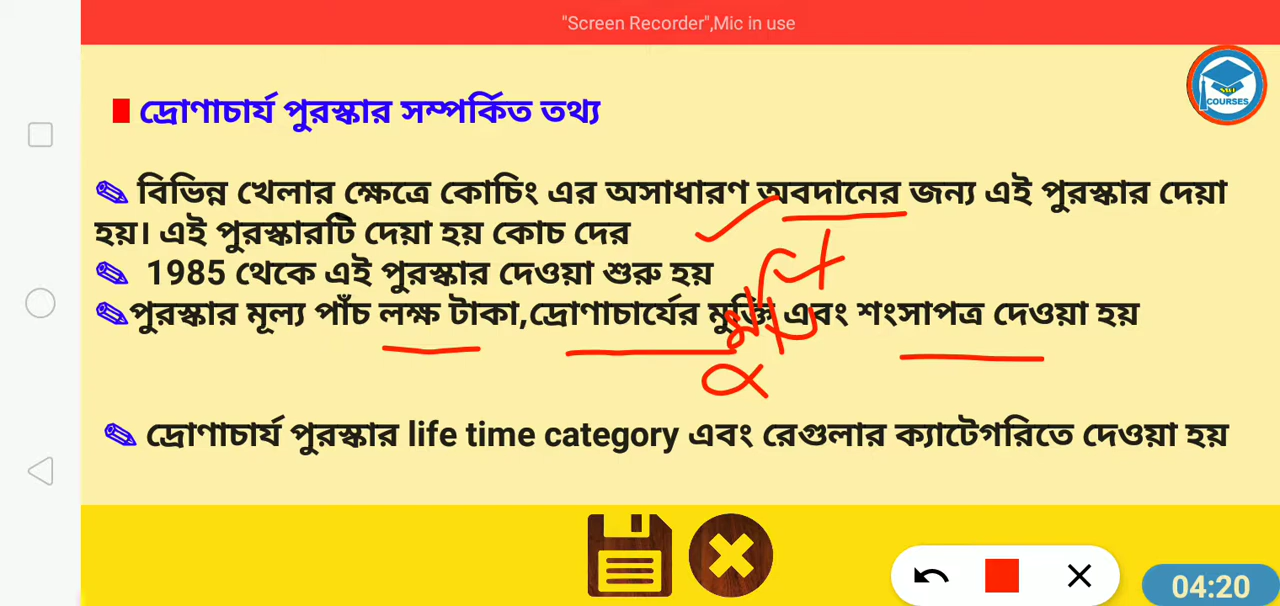 "Screen Recorder",Mic in use
COURSES
দ্রোণাচার্য পুরস্কার সম্পর্কিত তথ্য
বিভিন্ন খেলার ক্ষেত্রে কোচিং এর অসাধারণ অবদানের জন্য এই পুরস্কার দেয়া
হয়। এই পুরস্কারটি দেয়া হয় কোচ দের
1985 থেকে এই পুরস্কার দেওয়া শুরু হয়
পুরস্কার মূল্য পাঁচ লক্ষ টাকা,দ্রোণাচার্যের মুক্তি এবং শংসাপত্র দেওয়া হয়
দ্রোণাচার্য পুরস্কার life time category এবং রেগুলার ক্যাটেগরিতে দেওয়া হয়
04:20